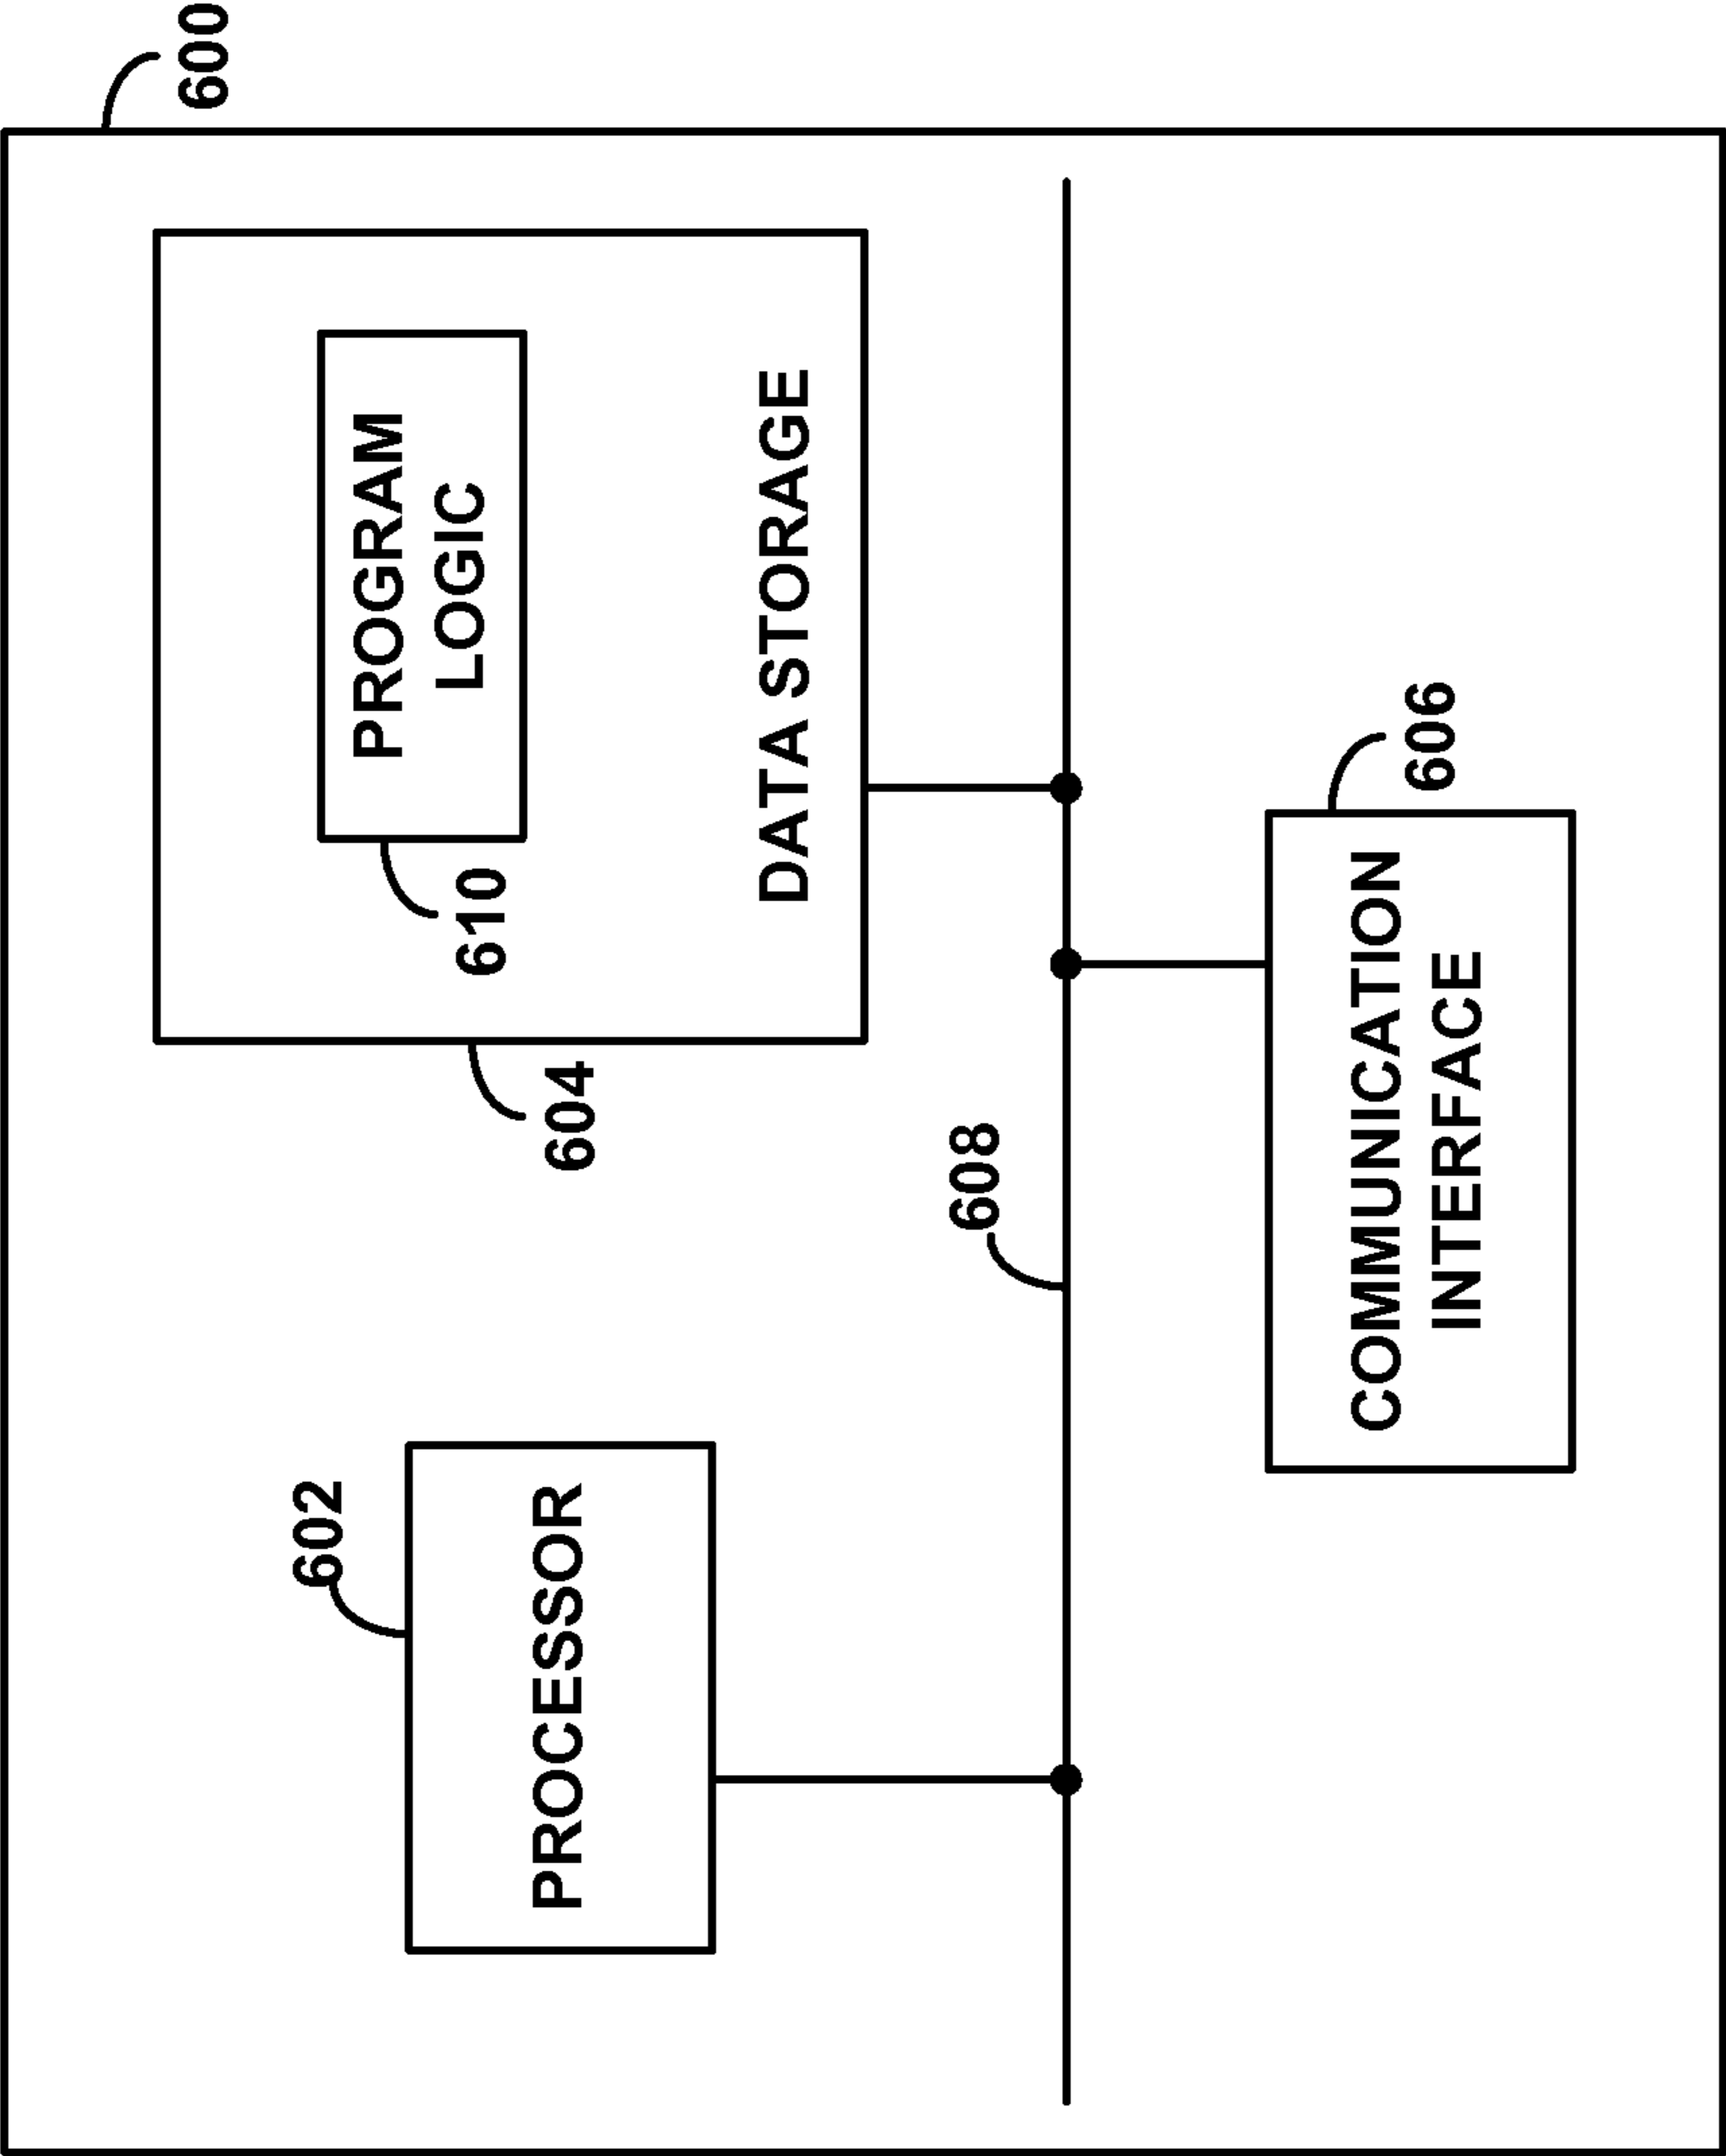 600
602
PROCESSOR
604
610
PROGRAM
LOGIC
DATA STORAGE
608
606
COMMUNICATION
INTERFACE